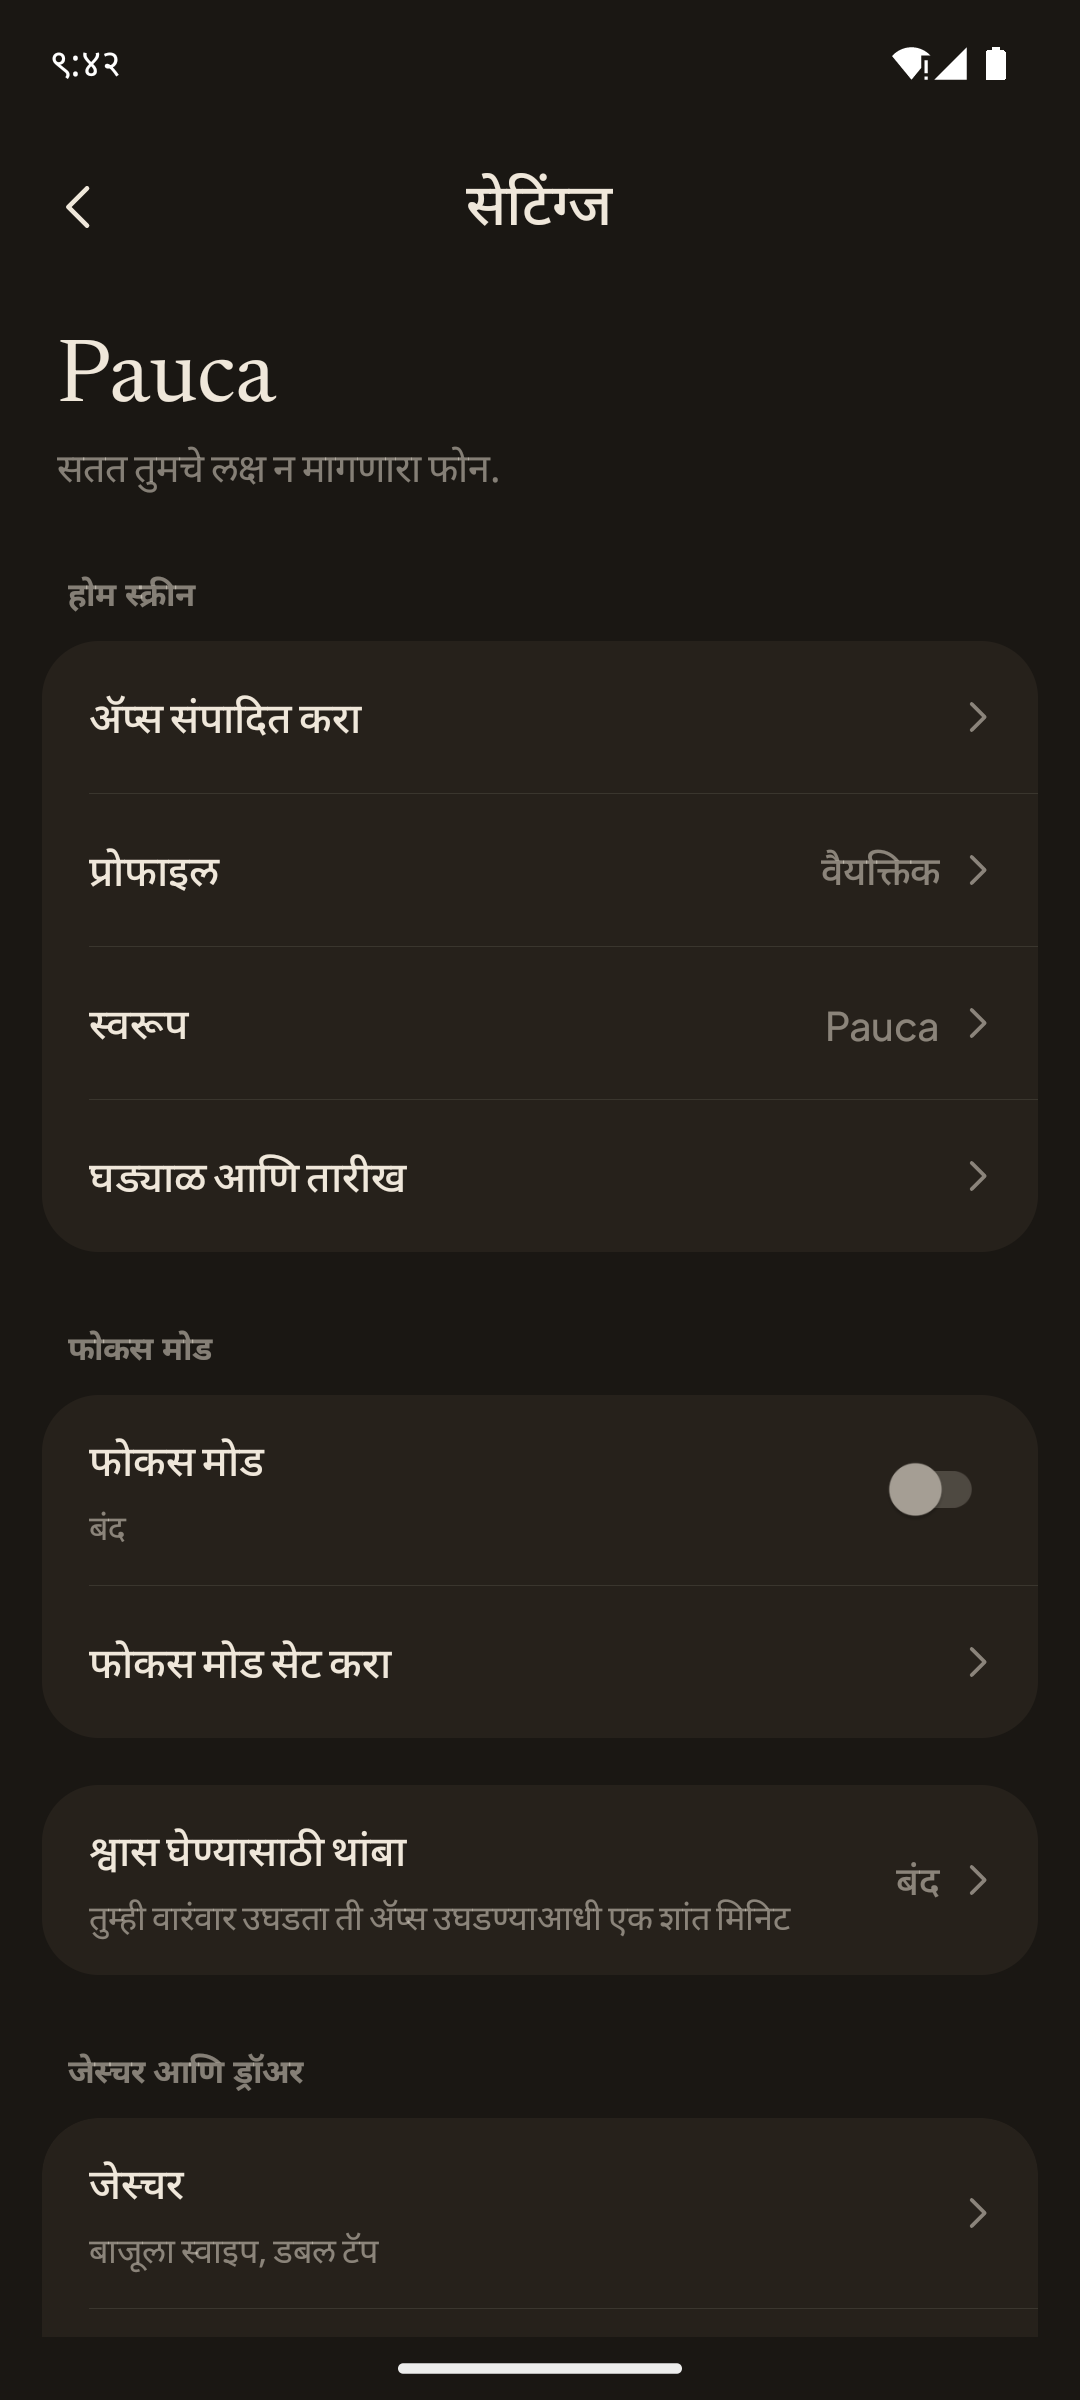 ९:४२
सेटिंग्ज
Pauca
सतत तुमचे लक्ष न मागणारा फोन.
होम स्क्रीन
ॲप्स संपादित करा
प्रोफाइल
वैयक्तिक
स्वरूप
Pauca
घड्याळ आणि तारीख
फोकस मोड
फोकस मोड
बंद
फोकस मोड सेट करा
श्वास घेण्यासाठी थांबा
बंद
तुम्ही वारंवार उघडता ती ॲप्स उघडण्याआधी एक शांत मिनिट
जेस्चर आणि ड्रॉअर
जेस्चर
बाजूला स्वाइप, डबल टॅप